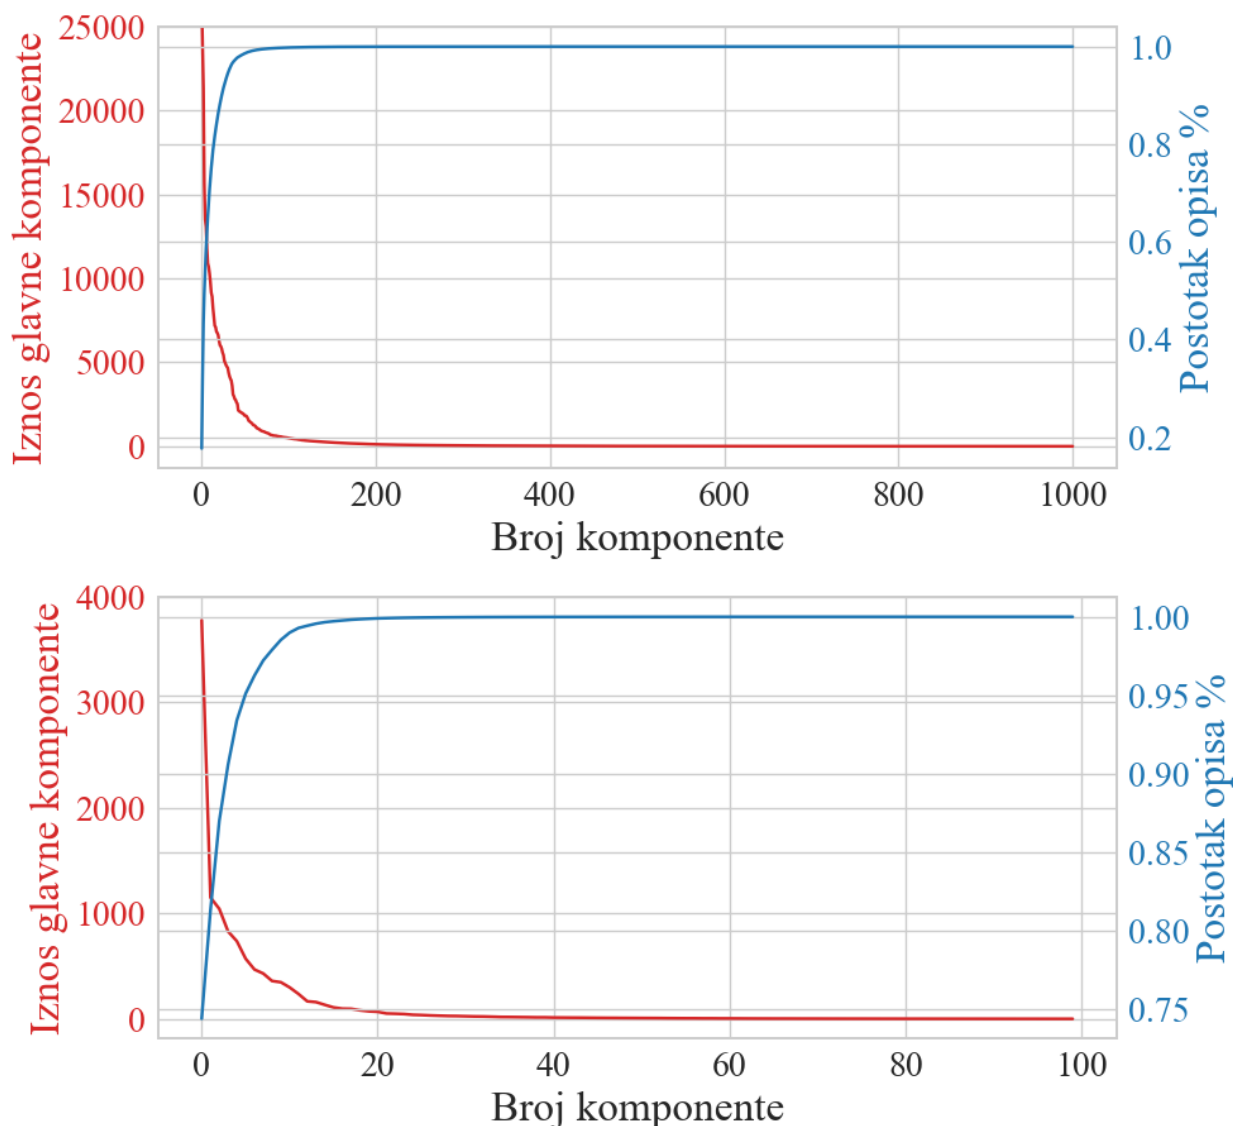 25000
20000
15000
10000
5000
0
Iznos glavne komponente
1.0
0.8
0.6
0.4
0.2
Postotak opisa %
0 200 400 600 800 1000
Broj komponente
4000
3000
2000
1000
0
Iznos glavne komponente
1.00
0.95
0.90
0.85
0.80
0.75
Postotak opisa %
0 20 40 60 80 100
Broj komponente